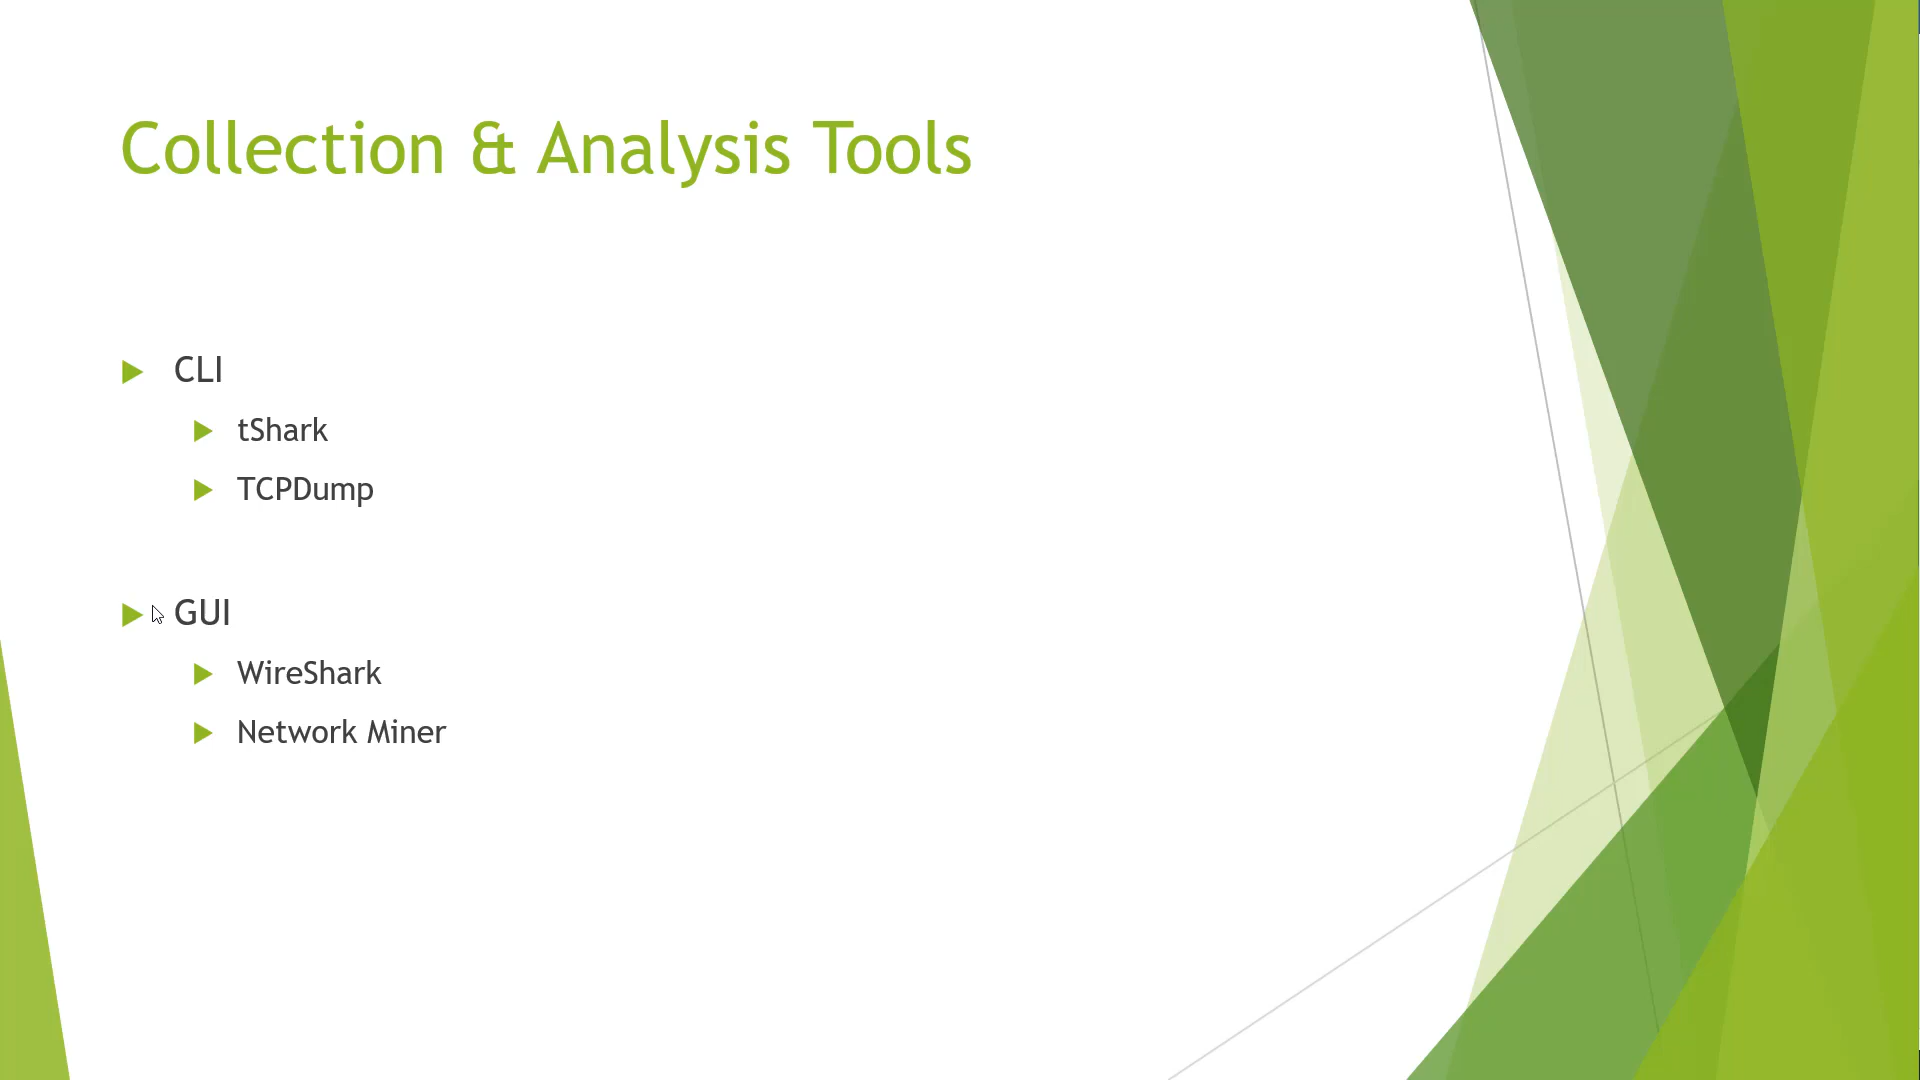 Collection & Analysis Tools
CLI
tShark
TCPDump
GUI
WireShark
Network Miner